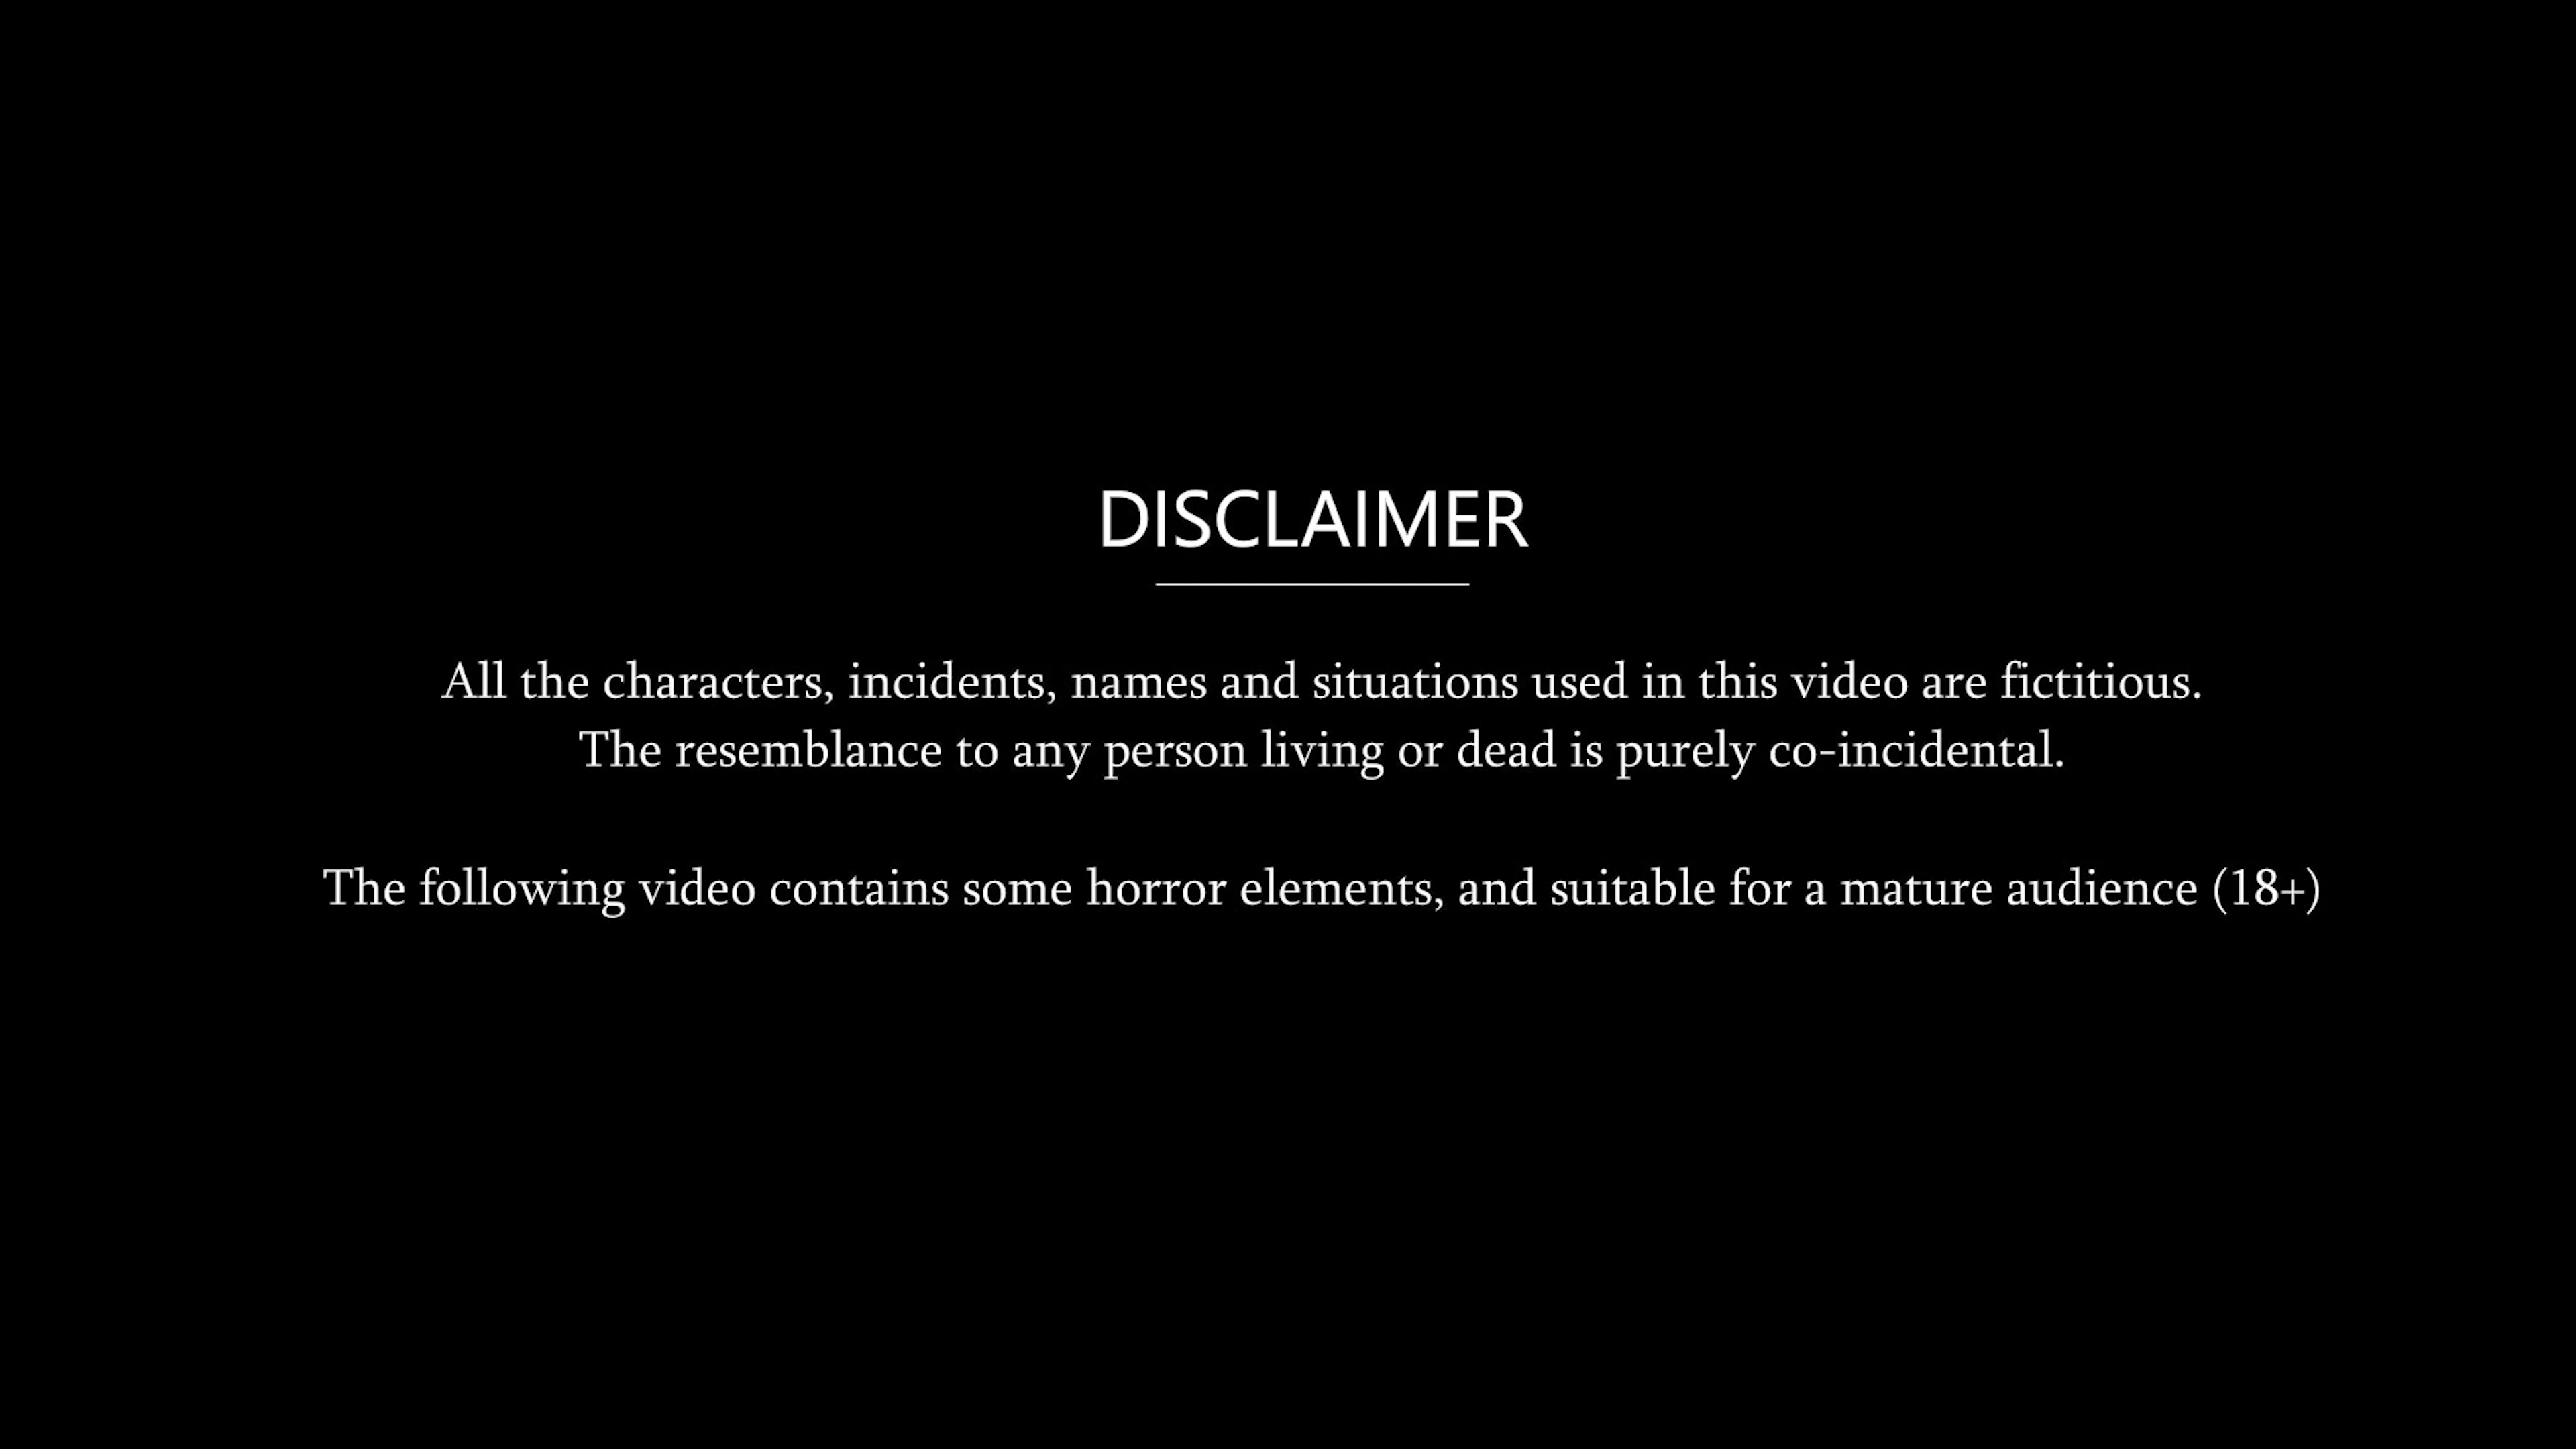 DISCLAIMER
All the characters, incidents, names and situations used in this video are fictitious.
The resemblance to any person living or dead is purely co-incidental.
The following video contains some horror elements, and suitable for a mature audience (18+)